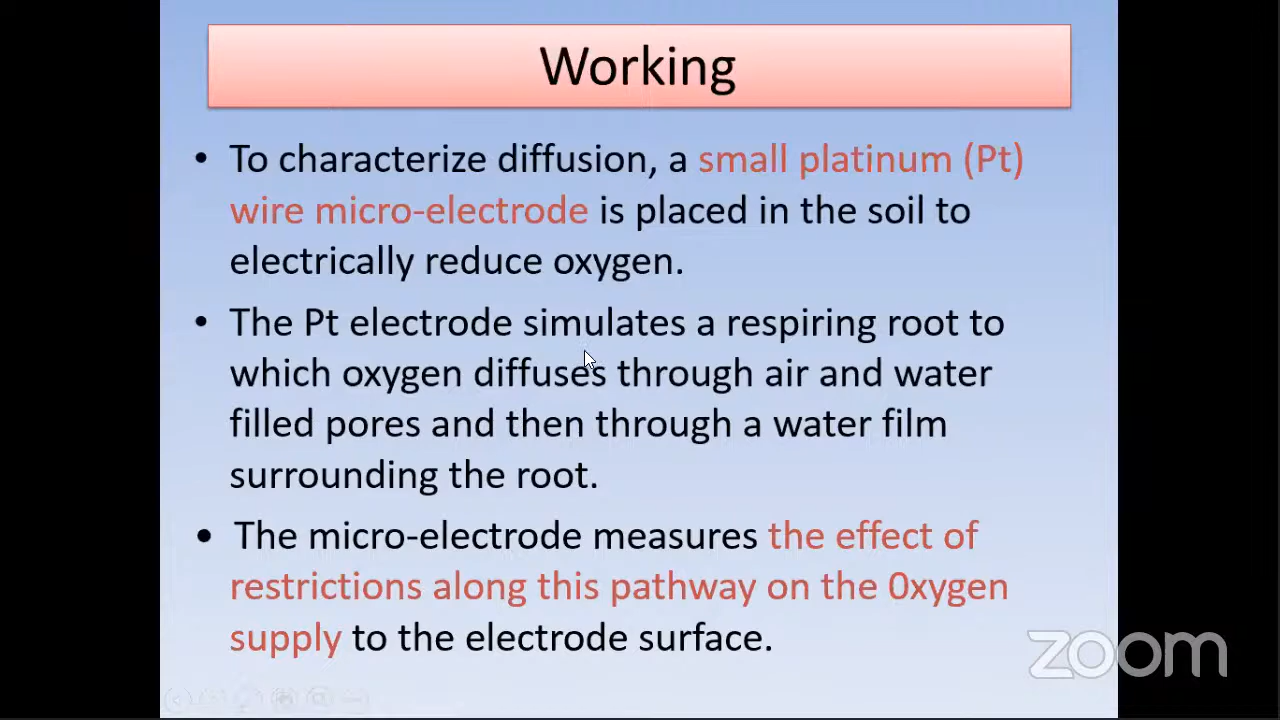 Working
• To characterize diffusion, a small platinum (Pt)
wire micro-electrode is placed in the soil to
electrically reduce oxygen.
• The Pt electrode simulates a respiring root to
which oxygen diffuses through air and water
filled pores and then through a water film
surrounding the root.
• The micro-electrode measures the effect of
restrictions along this pathway on the 0xygen
supply to the electrode surface.
zoom